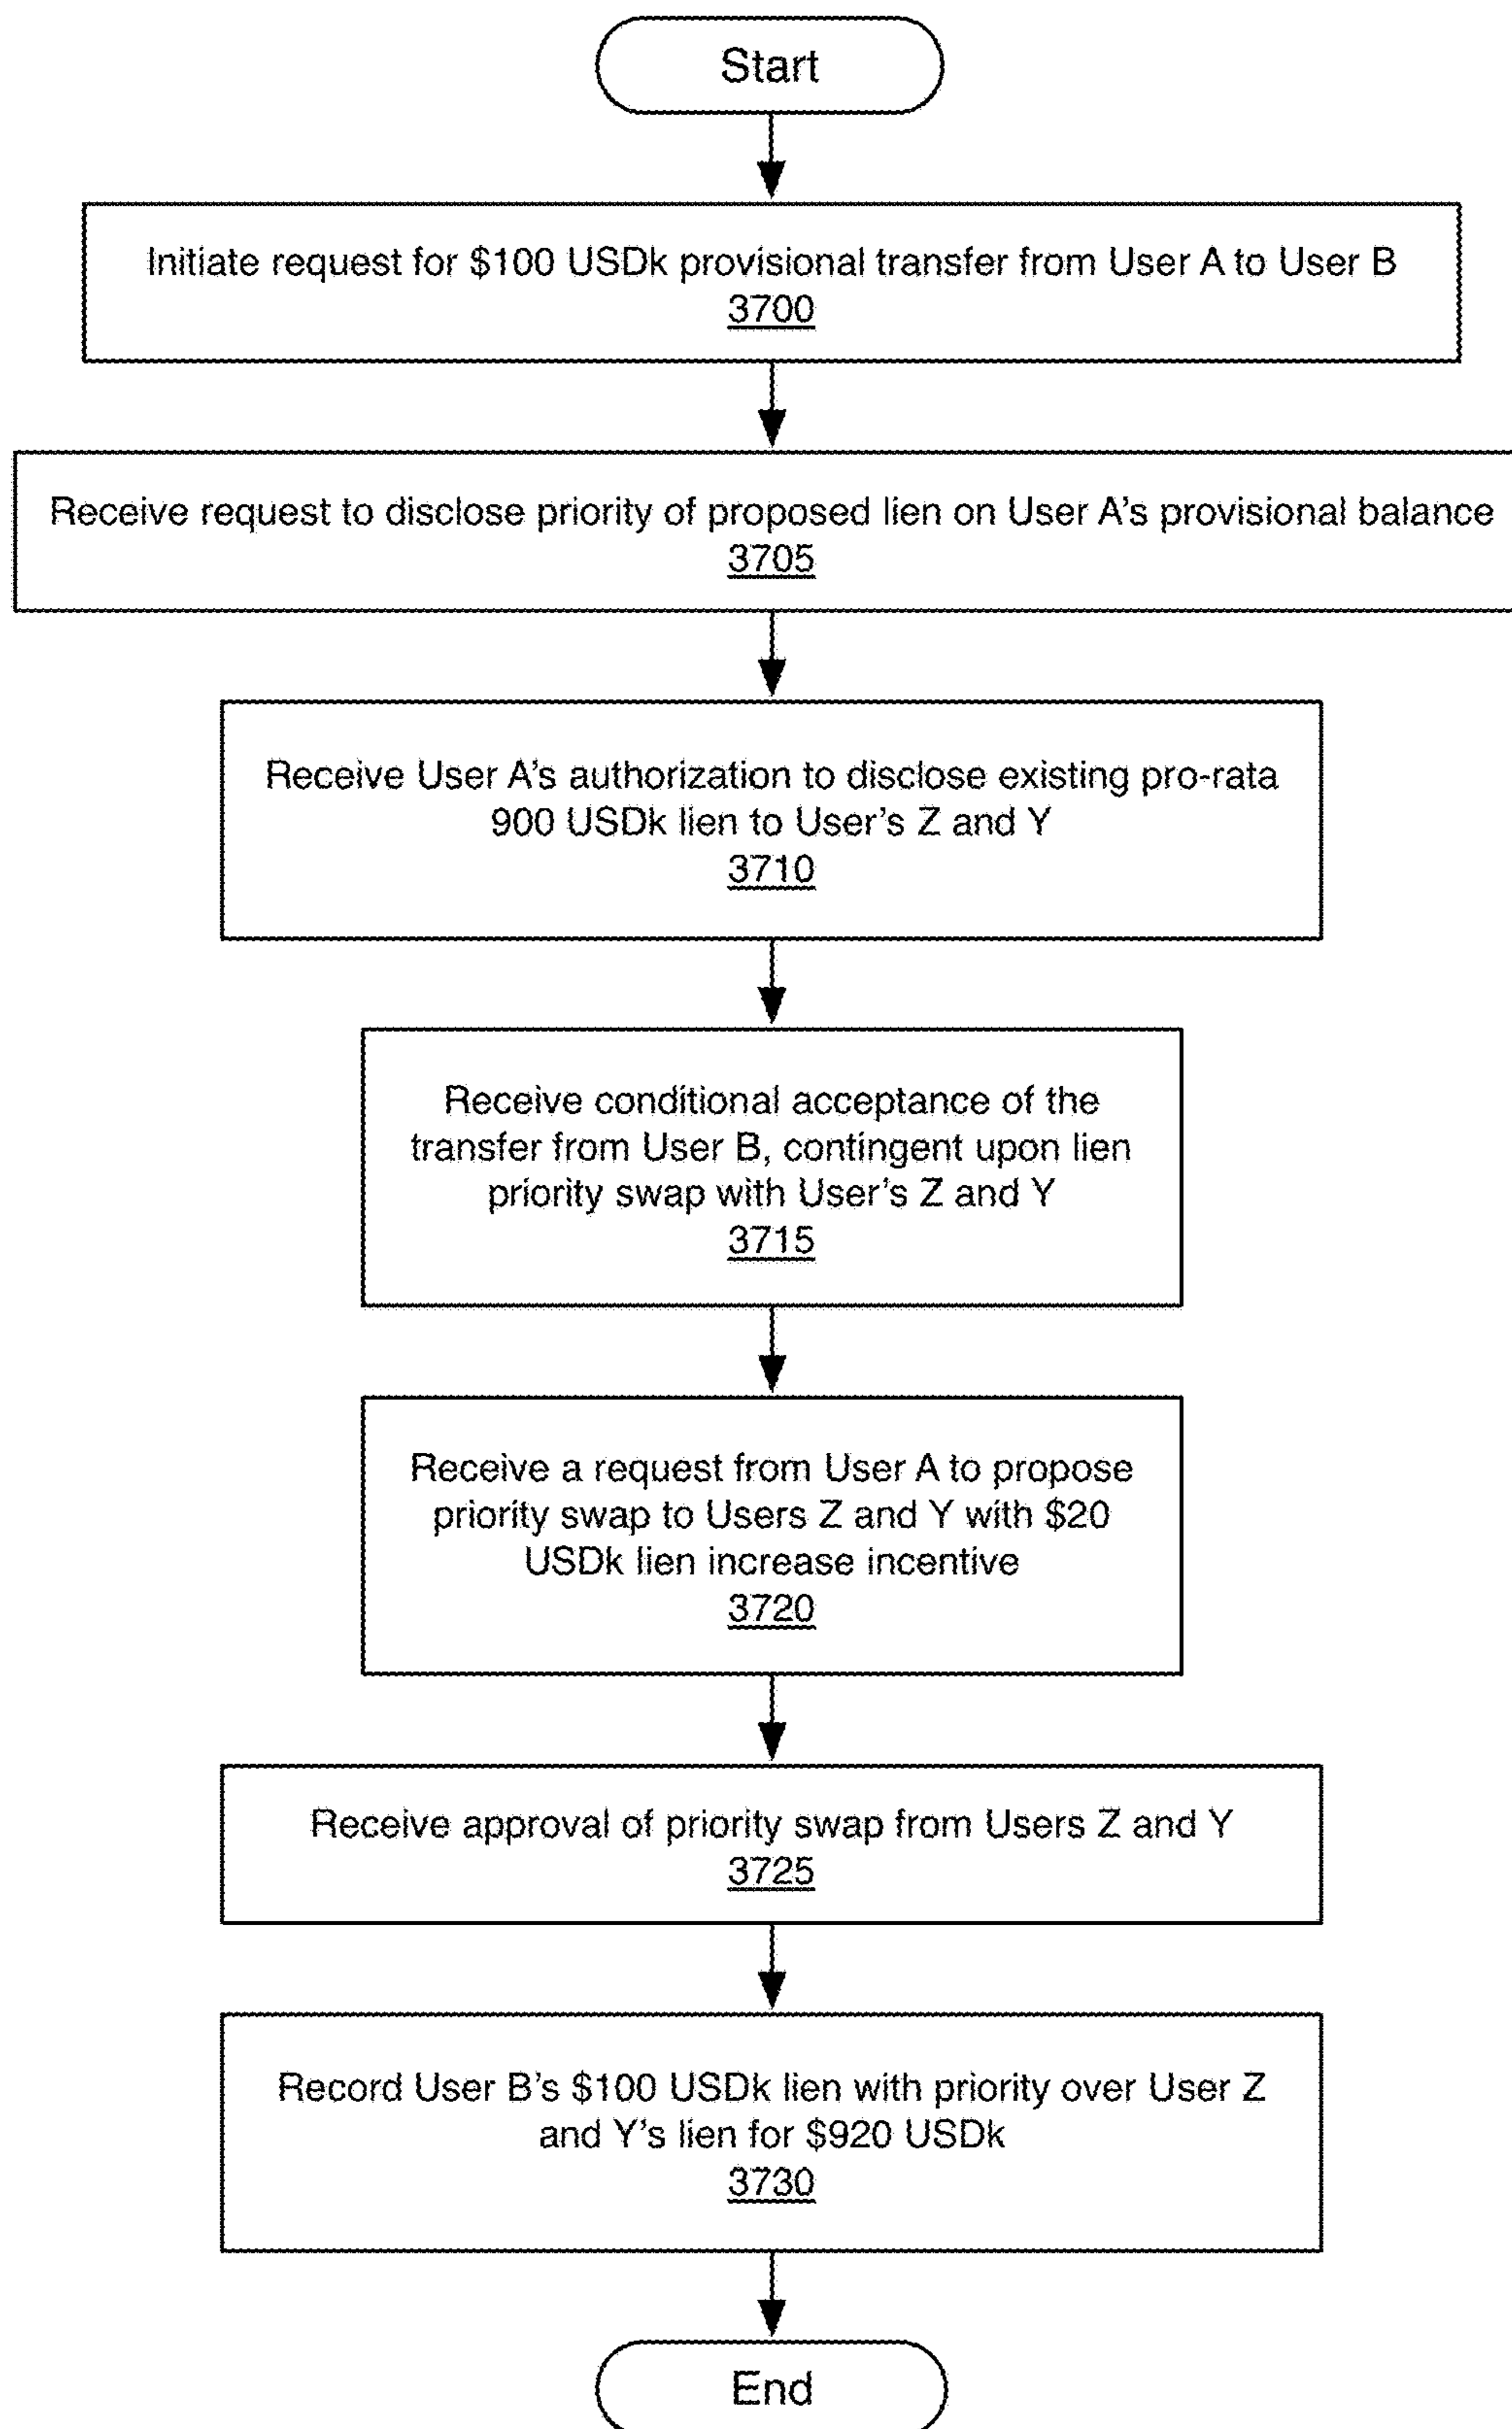 Start
Initiate request for $100 USDk provisional transfer from User A to User B
3700
Receive request to disclose priority of proposed lien on User A's provisional balance
3705
Receive User A's authorization to disclose existing pro-rata
900 USDk lien to User's Z and Y
3710
Receive conditional acceptance of the
transfer from User B, contingent upon lien
priority swap with User's Z and Y
3715
Receive a request from User A to propose
priority swap to Users Z and Y with $20
USDk lien increase incentive
3720
Receive approval of priority swap from Users Z and Y
3725
Record User B's $100 USDk lien with priority over User Z
and Y's lien for $920 USDk
3730
End